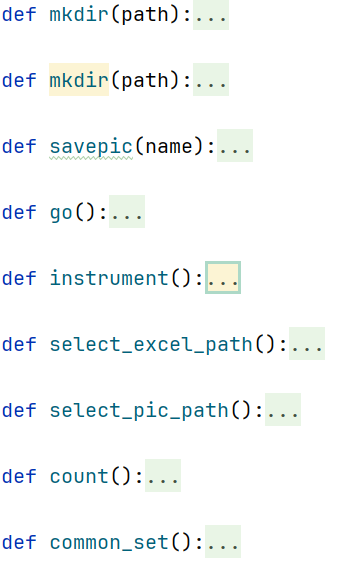 def mkdir(path):...
def mkdir(path):...
def savepic(name):...
def go():...
def instrument():...
def select_excel_path():...
def select_pic_path():...
def count():...
def common_set():...